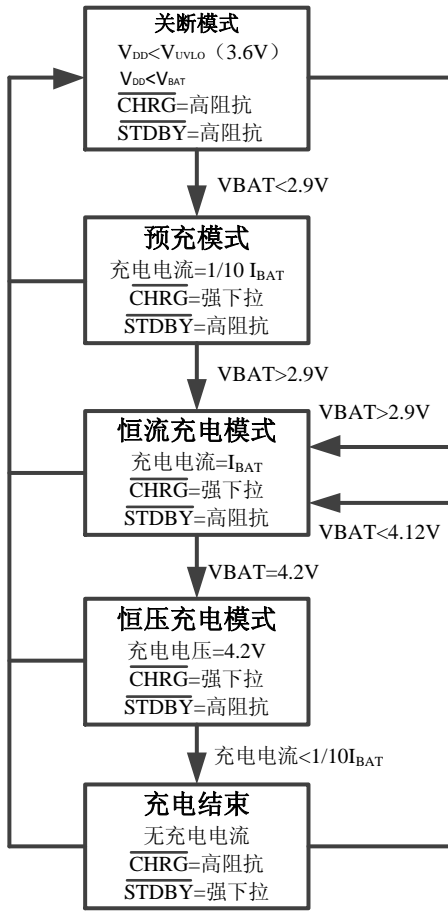 关断模式
VDD<VUVLO（3.6V）
VDD<VBAT
CHRG=高阻抗
STDBY=高阻抗
VBAT<2.9V
预充模式
充电电流=1/10 IBAT
CHRG=强下拉
STDBY=高阻抗
VBAT>2.9V
VBAT>2.9V
恒流充电模式
充电电流=IBAT
CHRG=强下拉
STDBY=高阻抗
VBAT<4.12V
VBAT=4.2V
恒压充电模式
充电电压=4.2V
CHRG=强下拉
STDBY=高阻抗
充电电流<1/10IBAT
充电结束
无充电电流
CHRG=高阻抗
STDBY=强下拉